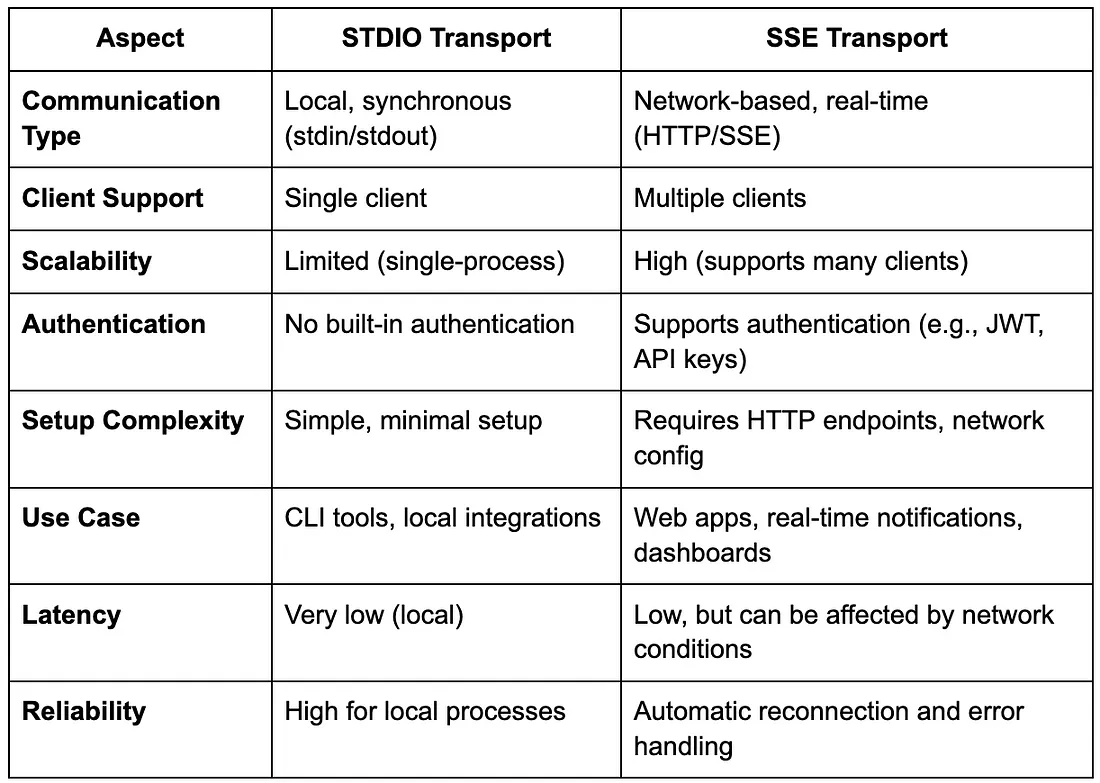 Aspect
STDIO Transport
SSE Transport
Communication
Type
Local, synchronous
(stdin/stdout)
Network-based, real-time
(HTTP/SSE)
Client Support
Single client
Multiple clients
Scalability
Limited (single-process)
High (supports many clients)
Authentication
No built-in authentication
Supports authentication (e.g., JWT,
API keys)
Setup Complexity
Simple, minimal setup
Requires HTTP endpoints, network
config
Use Case
CLI tools, local integrations
Web apps, real-time notifications,
dashboards
Latency
Very low (local)
Low, but can be affected by network
conditions
Reliability
High for local processes
Automatic reconnection and error
handling